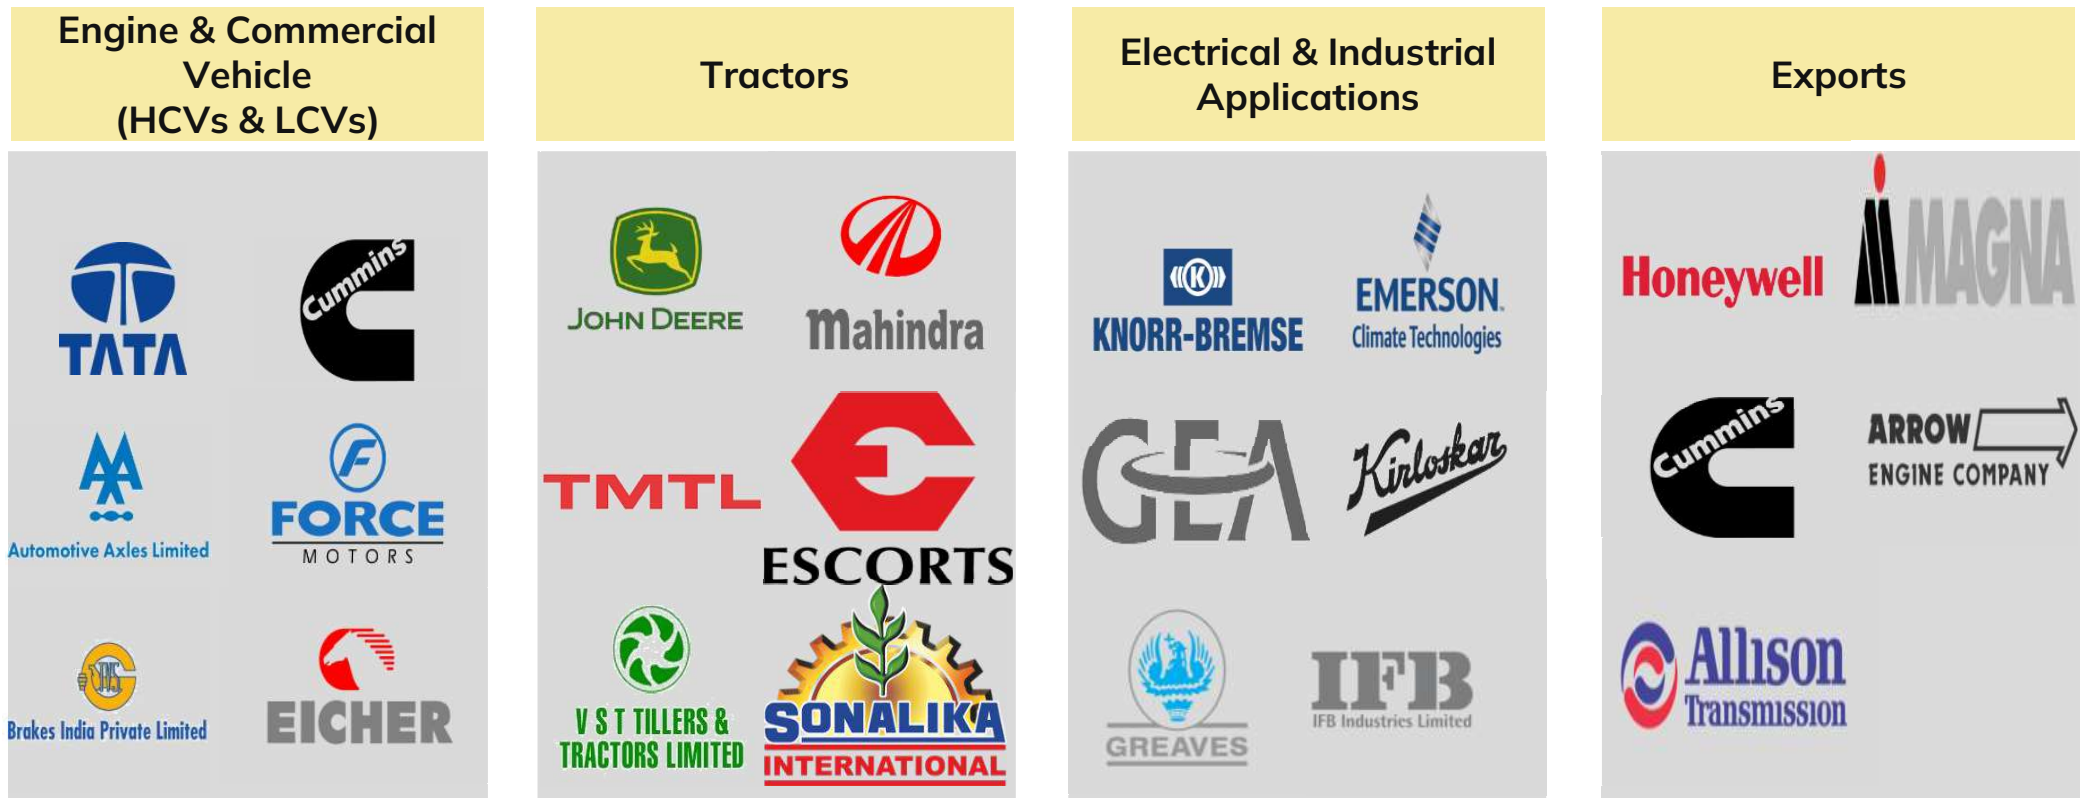 Engine & Commercial
Vehicle
(HCVs & LCVs)
TATA
Cummins
Automotive Axles Limited
FORCE
MOTORS
Brakes India Private Limited
EICHER
Tractors
JOHN DEERE
Mahindra
TMTL
ESCORTS
V S T TILLERS &
TRACTORS LIMITED
SONALIKA
INTERNATIONAL
Electrical & Industrial
Applications
K
KNORR-BREMSE
EMERSON
Climate Technologies
GEA
Kirloskar
GREAVES
IFB
IFB Industries Limited
Exports
Honeywell
MAGNA
Cummins
ARROW
ENGINE COMPANY
Allison
Transmission